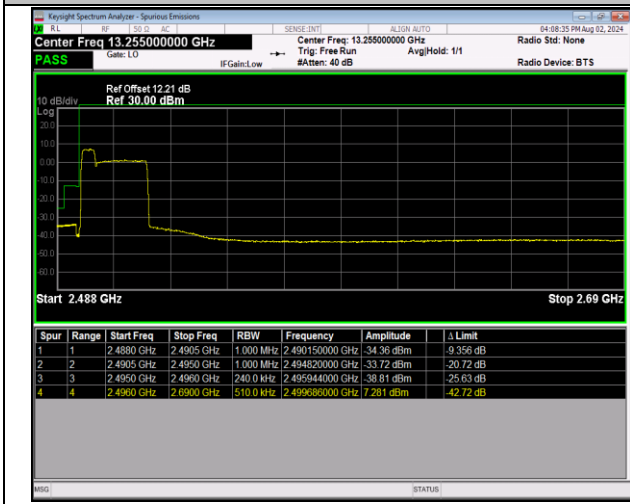 Keysight Spectrum Analyzer - Spurious Emissions
RL RF 50 Ω AC SENSE:INT ALIGN AUTO 04:08:35 PM Aug 02, 2024
Center Freq 13.255000000 GHz Center Freq: 13.255000000 GHz Radio Std: None
PASS Gate: LO IFGain:Low Trig: Free Run Avg|Hold: 1/1
#Atten: 40 dB Radio Device: BTS
Ref Offset 12.21 dB
10 dB/div Ref 30.00 dBm
Log
20.0
10.0
0.00
-10.0
-20.0
-30.0
-40.0
-50.0
-60.0
Start 2.488 GHz Stop 2.69 GHz
Spur Range Start Freq Stop Freq RBW Frequency Amplitude Δ Limit
1 1 2.4880 GHz 2.4905 GHz 1.000 MHz 2.490150000 GHz -34.36 dBm -9.356 dB
2 2 2.4905 GHz 2.4950 GHz 1.000 MHz 2.494820000 GHz -33.72 dBm -20.72 dB
3 3 2.4950 GHz 2.4960 GHz 240.0 kHz 2.495944000 GHz -38.81 dBm -25.63 dB
4 4 2.4960 GHz 2.6900 GHz 510.0 kHz 2.499686000 GHz 7.281 dBm -42.72 dB
MSG STATUS